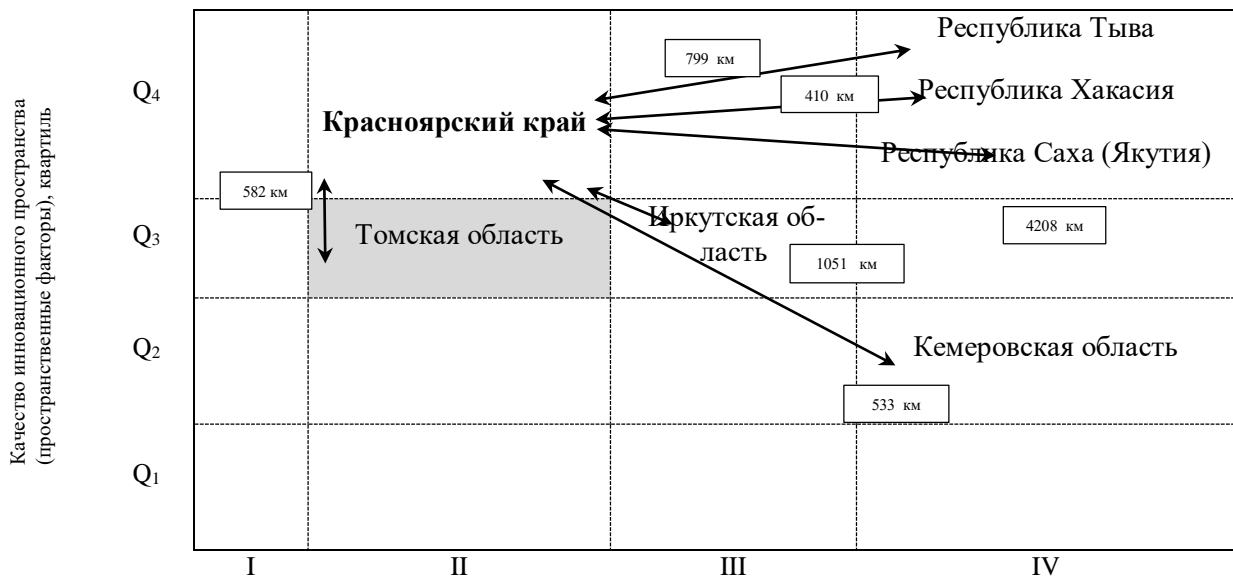 Качество инновационного пространства
(пространственные факторы), квартиль
Q4
Q3
Q2
Q1
Республика Тыва
799 км
410 км
Республика Хакасия
Красноярский край
Республика Саха (Якутия)
582 км
Томская область
Иркутская об-
ласть
4208 км
1051 км
Кемеровская область
533 км
I
II
III
IV